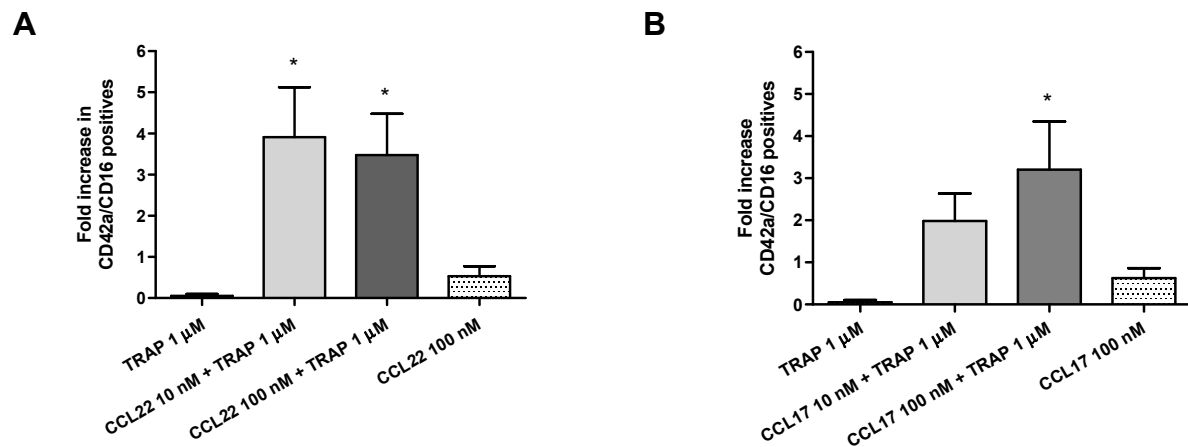 A
Fold increase in
CD42a/CD16 positives
6
5
4
3
2
1
0
*
*
TRAP 1 μM
CCL22 10 nM + TRAP 1 μM
CCL22 100 nM + TRAP 1 μM
CCL22 100 nM
B
Fold increase
CD42a/CD16 positives
6
5
4
3
2
1
0
*
TRAP 1 μM
CCL17 10 nM + TRAP 1 μM
CCL17 100 nM + TRAP 1 μM
CCL17 100 nM